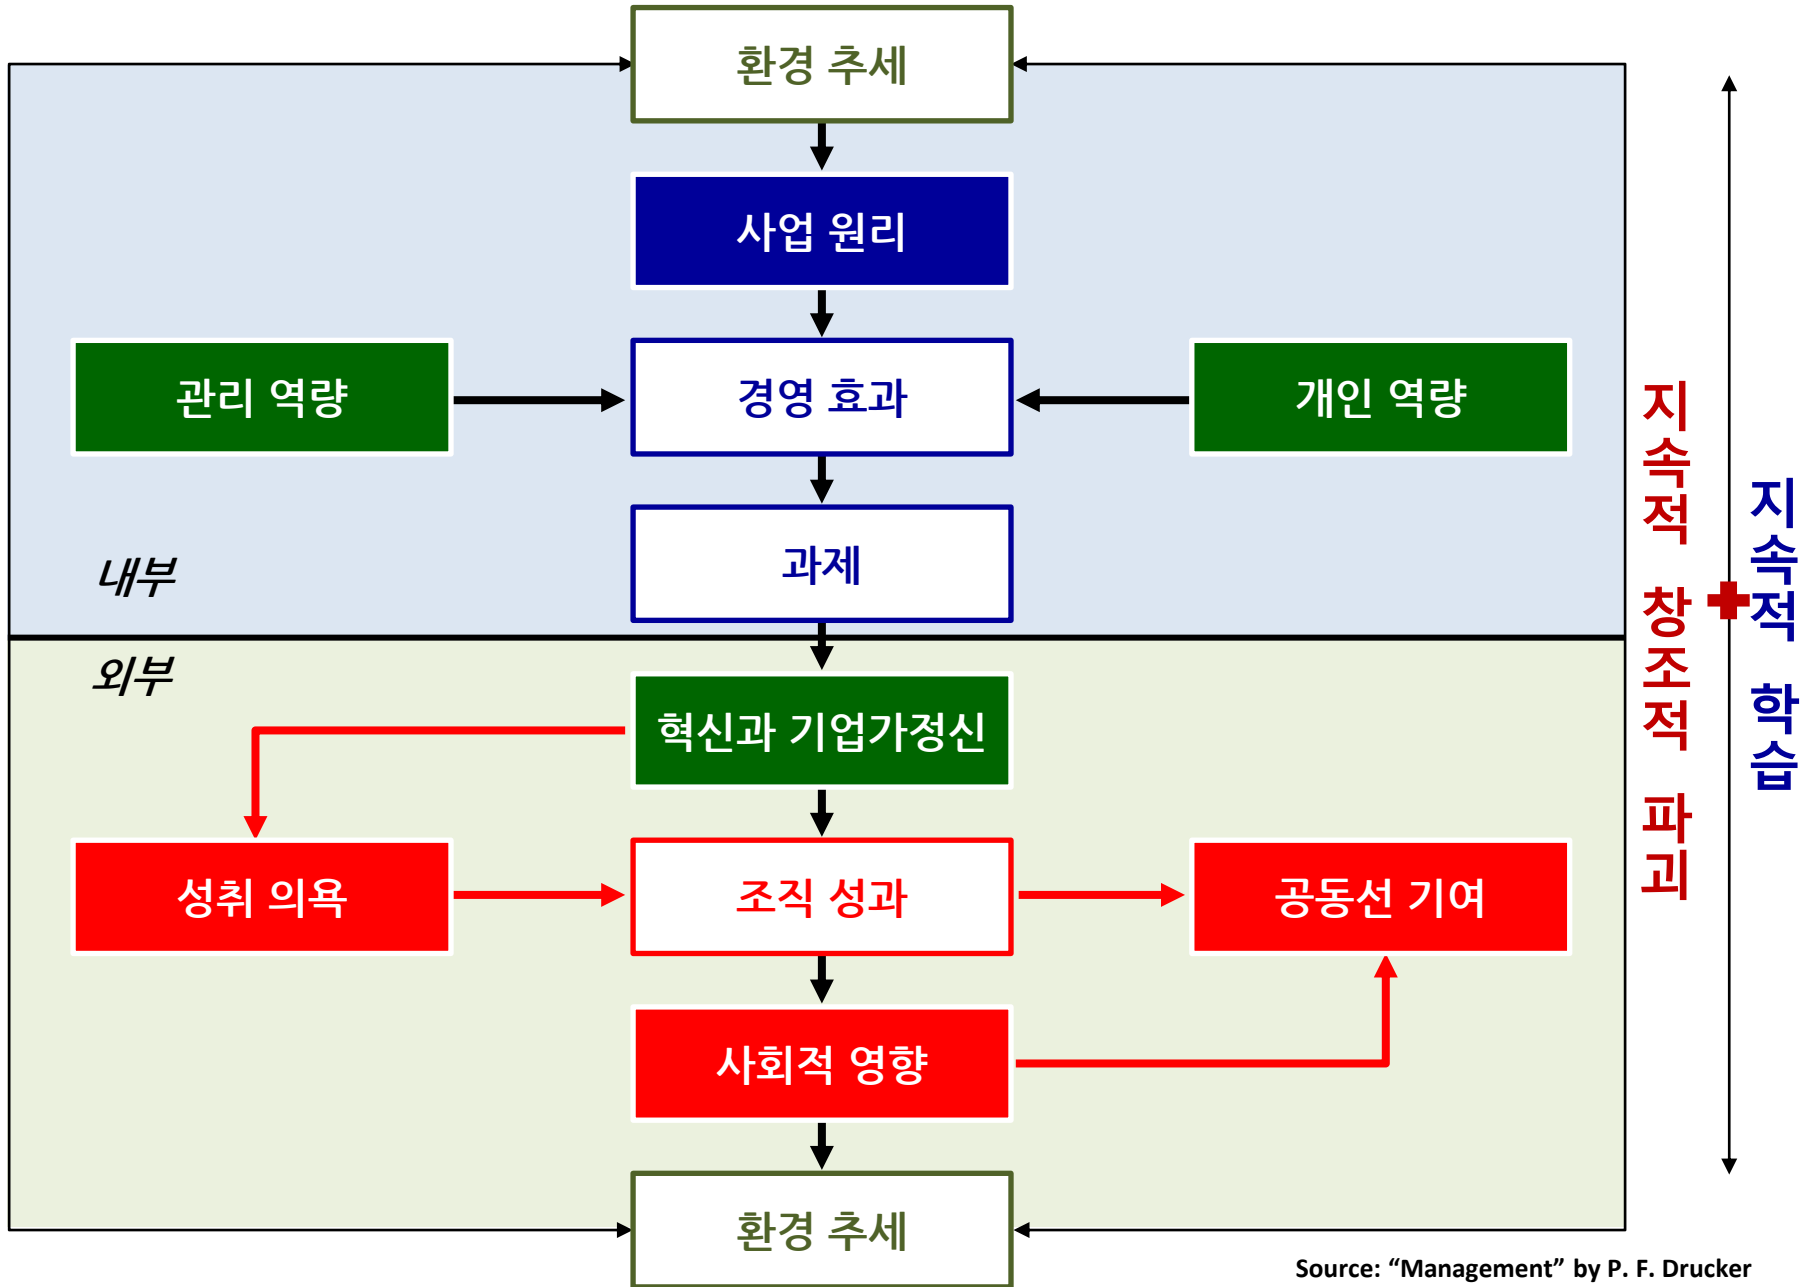 환경 추세
사업 원리
관리 역량
경영 효과
개인 역량
과제
내부
외부
혁신과 기업가정신
성취 의욕
조직 성과
공동선 기여
사회적 영향
환경 추세
지속적 창조적 파괴
지속적 학습
Source: “Management” by P. F. Drucker